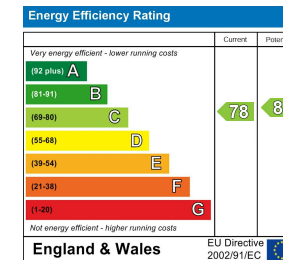 Energy Efficiency Rating
Current
Very energy efficient - lower running costs
(92 plus) A
(81-91) B
(69-80) C
78
8
(55-68) D
(39-54) E
(21-38) F
(1-20) G
Not energy efficient - higher running costs
England & Wales
EU Directive
2002/91/EC